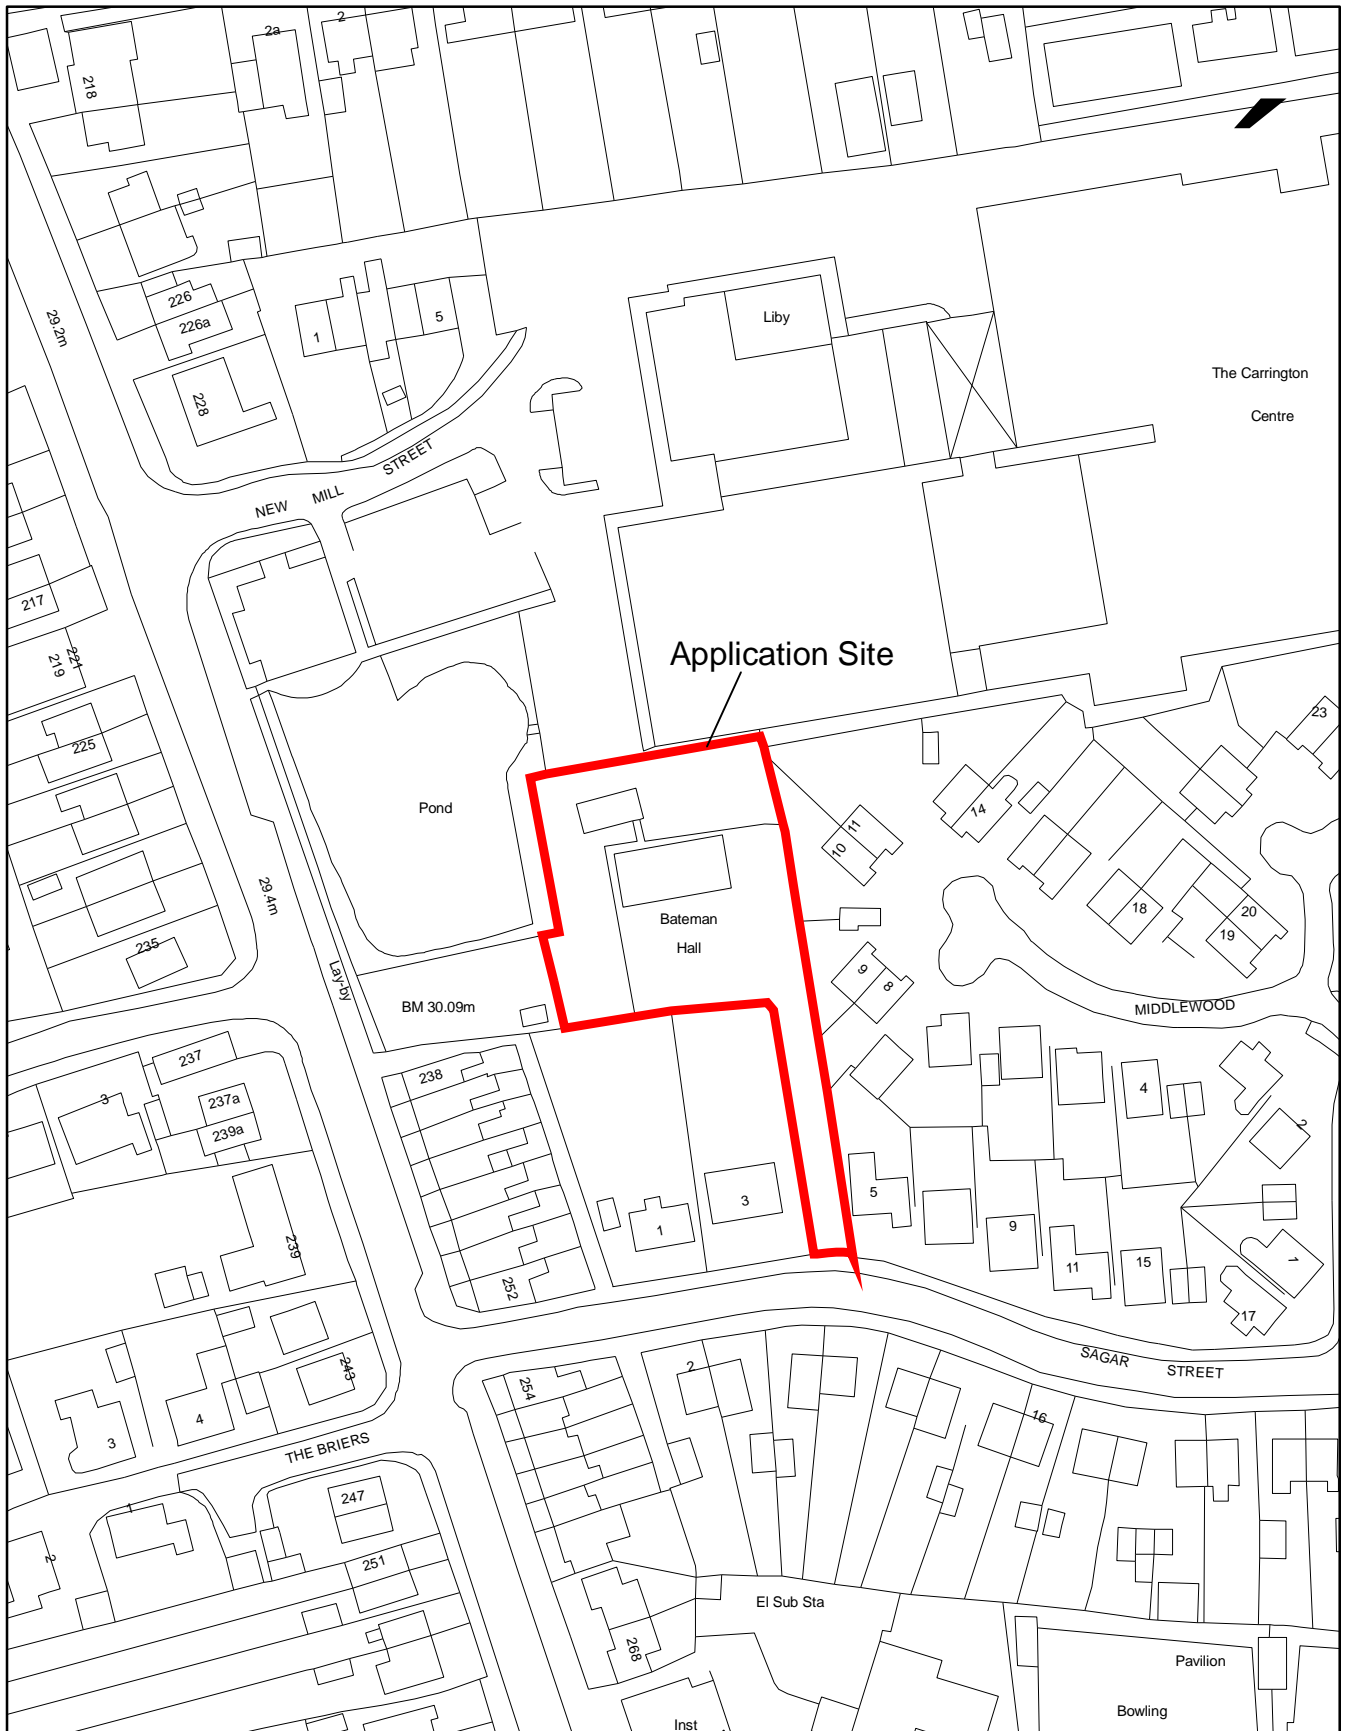 2a
2
218
29.2m
226
226a
1
5
228
Liby
The Carrington
Centre
NEW MILL STREET
217
219
221
Application Site
23
225
Pond
14
11
10
29.4m
235
Bateman
Hall
18
20
19
Lay-by
9
8
BM 30.09m
MIDDLEWOOD
237
238
3
237a
239a
4
2
5
3
1
9
239
11
15
1
17
252
SAGAR STREET
243
254
2
16
4
3
THE BRIERS
247
1
251
2
El Sub Sta
268
Pavilion
Bowling
Inst